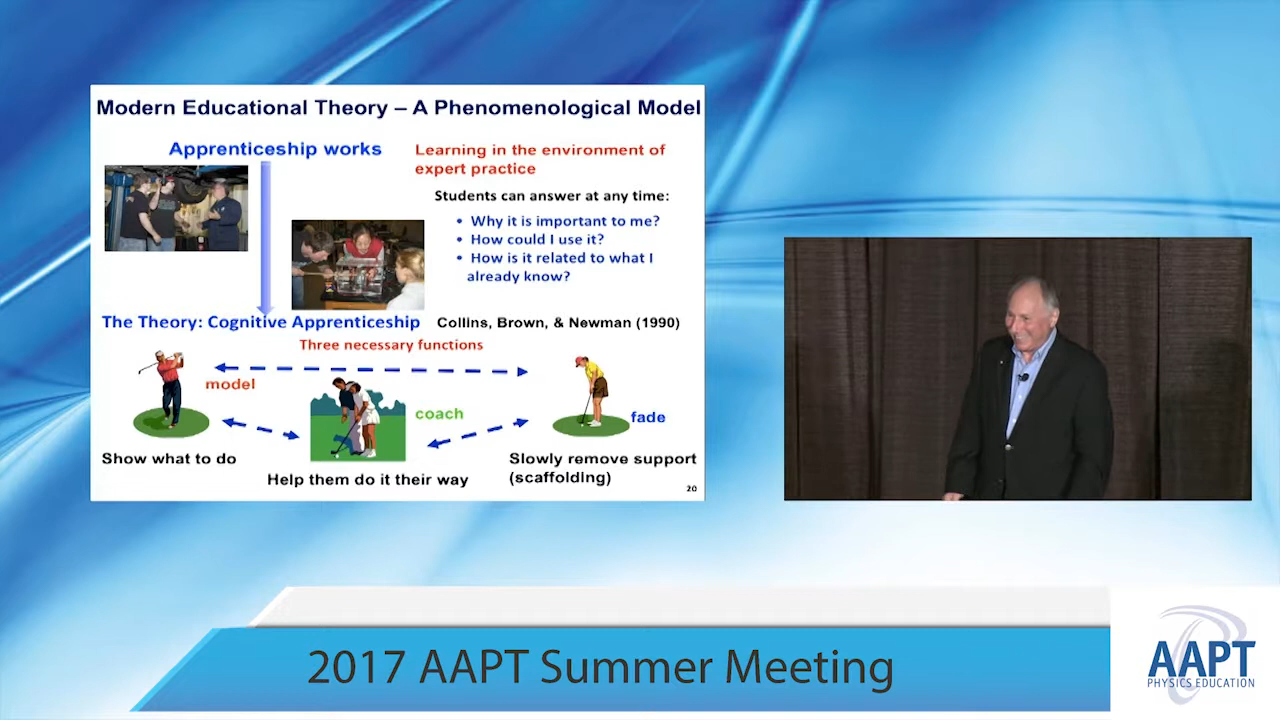 Modern Educational Theory – A Phenomenological Model
Apprenticeship works
Learning in the environment of
expert practice
Students can answer at any time:
• Why it is important to me?
• How could I use it?
• How is it related to what I
already know?
The Theory: Cognitive Apprenticeship
Collins, Brown, & Newman (1990)
Three necessary functions
model
coach
fade
Show what to do
Help them do it their way
Slowly remove support
(scaffolding)
20
2017 AAPT Summer Meeting
AAPT
PHYSICS EDUCATION